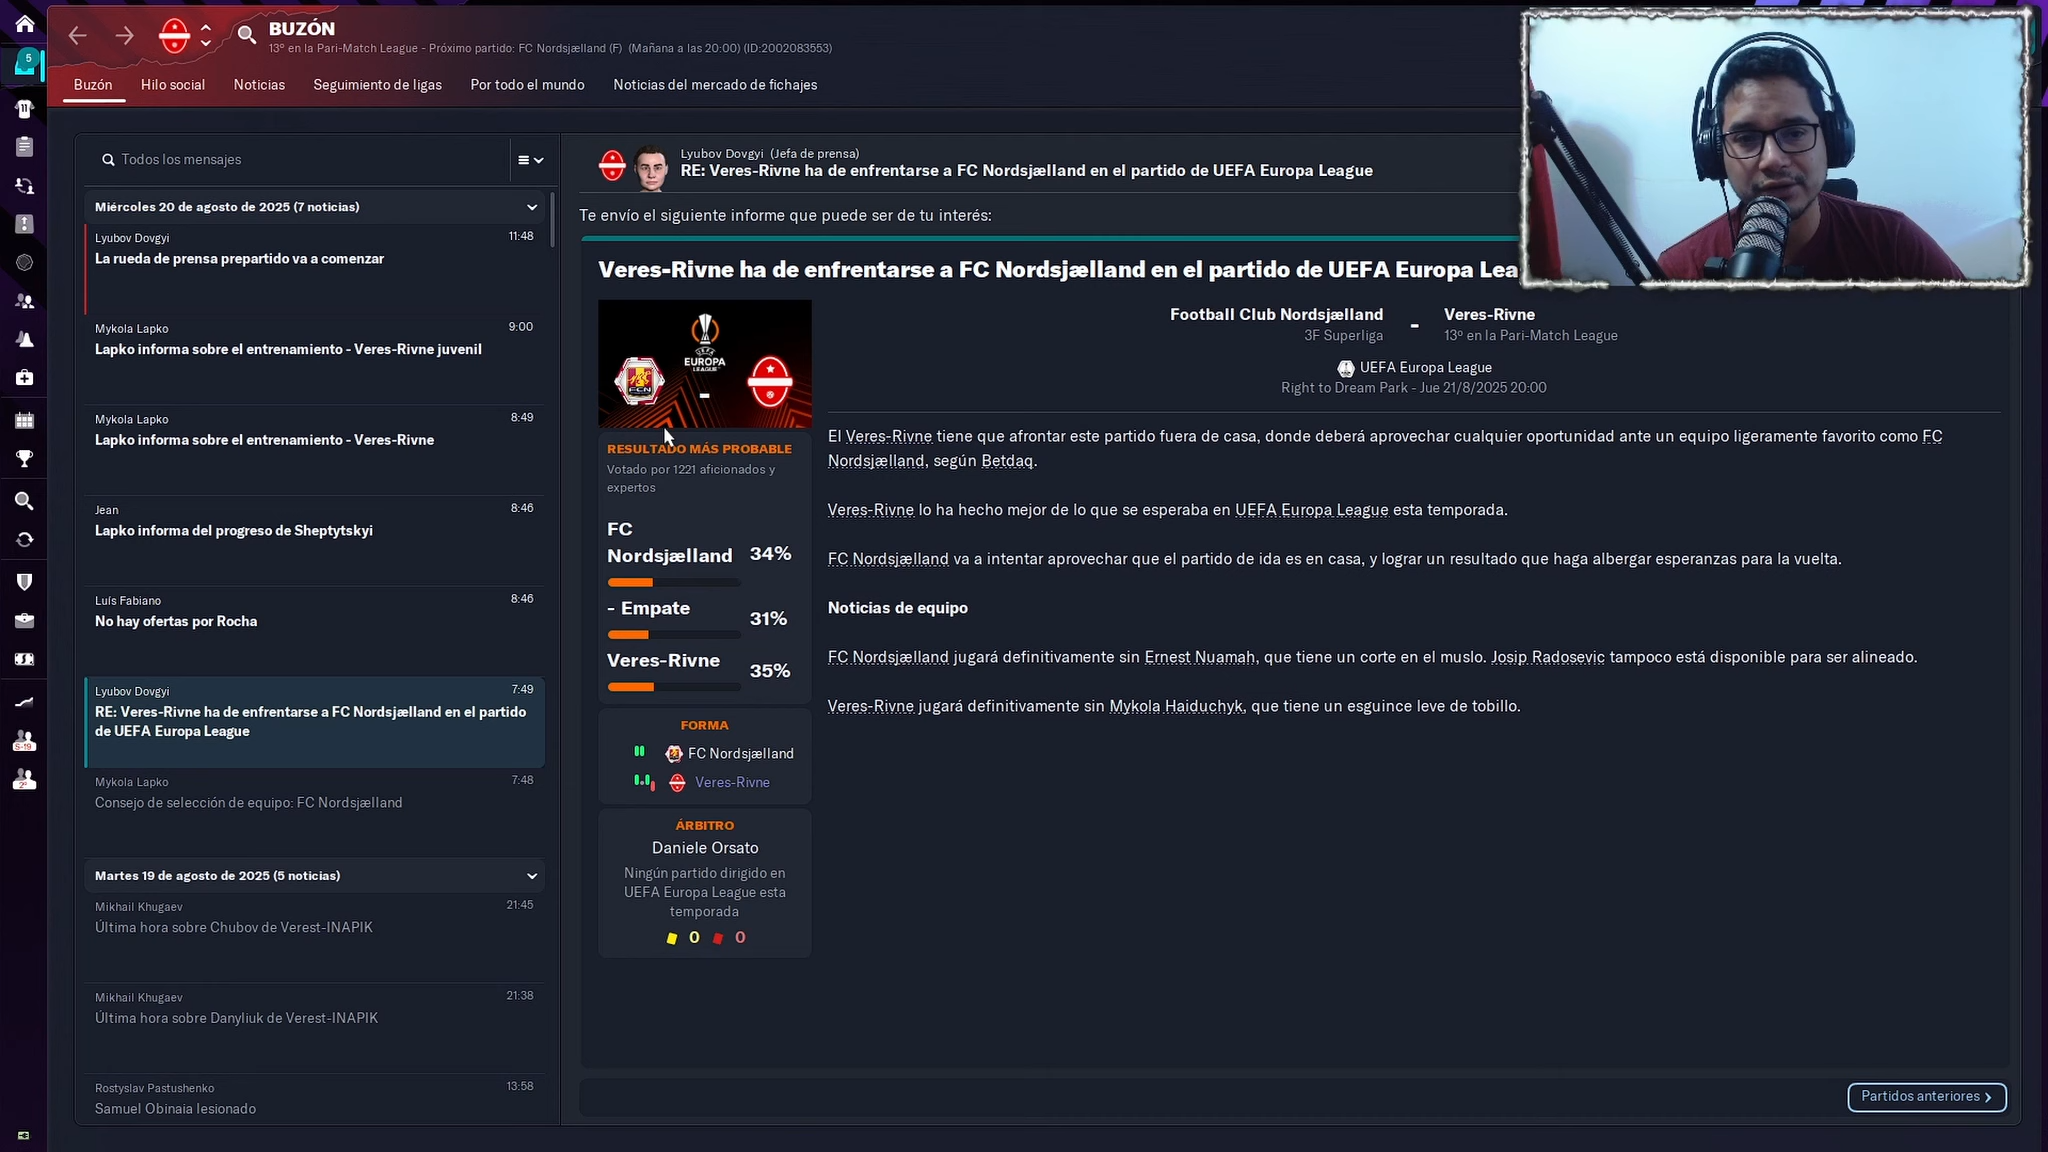 BUZÓN
13º en la Pari-Match League - Próximo partido: FC Nordsjælland (F) (Mañana a las 20:00) (ID:2002083553)
5
Buzón
Hilo social
Noticias
Seguimiento de ligas
Por todo el mundo
Noticias del mercado de fichajes
Todos los mensajes
Miércoles 20 de agosto de 2025 (7 noticias)
Lyubov Dovgyi 11:48
La rueda de prensa prepartido va a comenzar
Mykola Lapko 9:00
Lapko informa sobre el entrenamiento - Veres-Rivne juvenil
Mykola Lapko 8:49
Lapko informa sobre el entrenamiento - Veres-Rivne
Jean 8:46
Lapko informa del progreso de Sheptytskyi
Luís Fabiano 8:46
No hay ofertas por Rocha
Lyubov Dovgyi 7:49
RE: Veres-Rivne ha de enfrentarse a FC Nordsjælland en el partido
de UEFA Europa League
Mykola Lapko 7:48
Consejo de selección de equipo: FC Nordsjælland
Martes 19 de agosto de 2025 (5 noticias)
Mikhail Khugaev 21:45
Última hora sobre Chubov de Verest-INAPIK
Mikhail Khugaev 21:38
Última hora sobre Danyliuk de Verest-INAPIK
Rostyslav Pastushenko 13:58
Samuel Obinaia lesionado
S-19
2º
Lyubov Dovgyi (Jefa de prensa)
RE: Veres-Rivne ha de enfrentarse a FC Nordsjælland en el partido de UEFA Europa League
Te envío el siguiente informe que puede ser de tu interés:
Veres-Rivne ha de enfrentarse a FC Nordsjælland en el partido de UEFA Europa Lea
UEFA
EUROPA
LEAGUE
FCN
-
Football Club Nordsjælland - Veres-Rivne
3F Superliga 13º en la Pari-Match League
UEFA Europa League
Right to Dream Park - Jue 21/8/2025 20:00
RESULTADO MÁS PROBABLE
Votado por 1221 aficionados y
expertos
FC
Nordsjælland 34%
- Empate 31%
Veres-Rivne 35%
FORMA
FC Nordsjælland
Veres-Rivne
ÁRBITRO
Daniele Orsato
Ningún partido dirigido en
UEFA Europa League esta
temporada
0 0
El Veres-Rivne tiene que afrontar este partido fuera de casa, donde deberá aprovechar cualquier oportunidad ante un equipo ligeramente favorito como FC
Nordsjælland, según Betdaq.
Veres-Rivne lo ha hecho mejor de lo que se esperaba en UEFA Europa League esta temporada.
FC Nordsjælland va a intentar aprovechar que el partido de ida es en casa, y lograr un resultado que haga albergar esperanzas para la vuelta.
Noticias de equipo
FC Nordsjælland jugará definitivamente sin Ernest Nuamah, que tiene un corte en el muslo. Josip Radosevic tampoco está disponible para ser alineado.
Veres-Rivne jugará definitivamente sin Mykola Haiduchyk, que tiene un esguince leve de tobillo.
Partidos anteriores